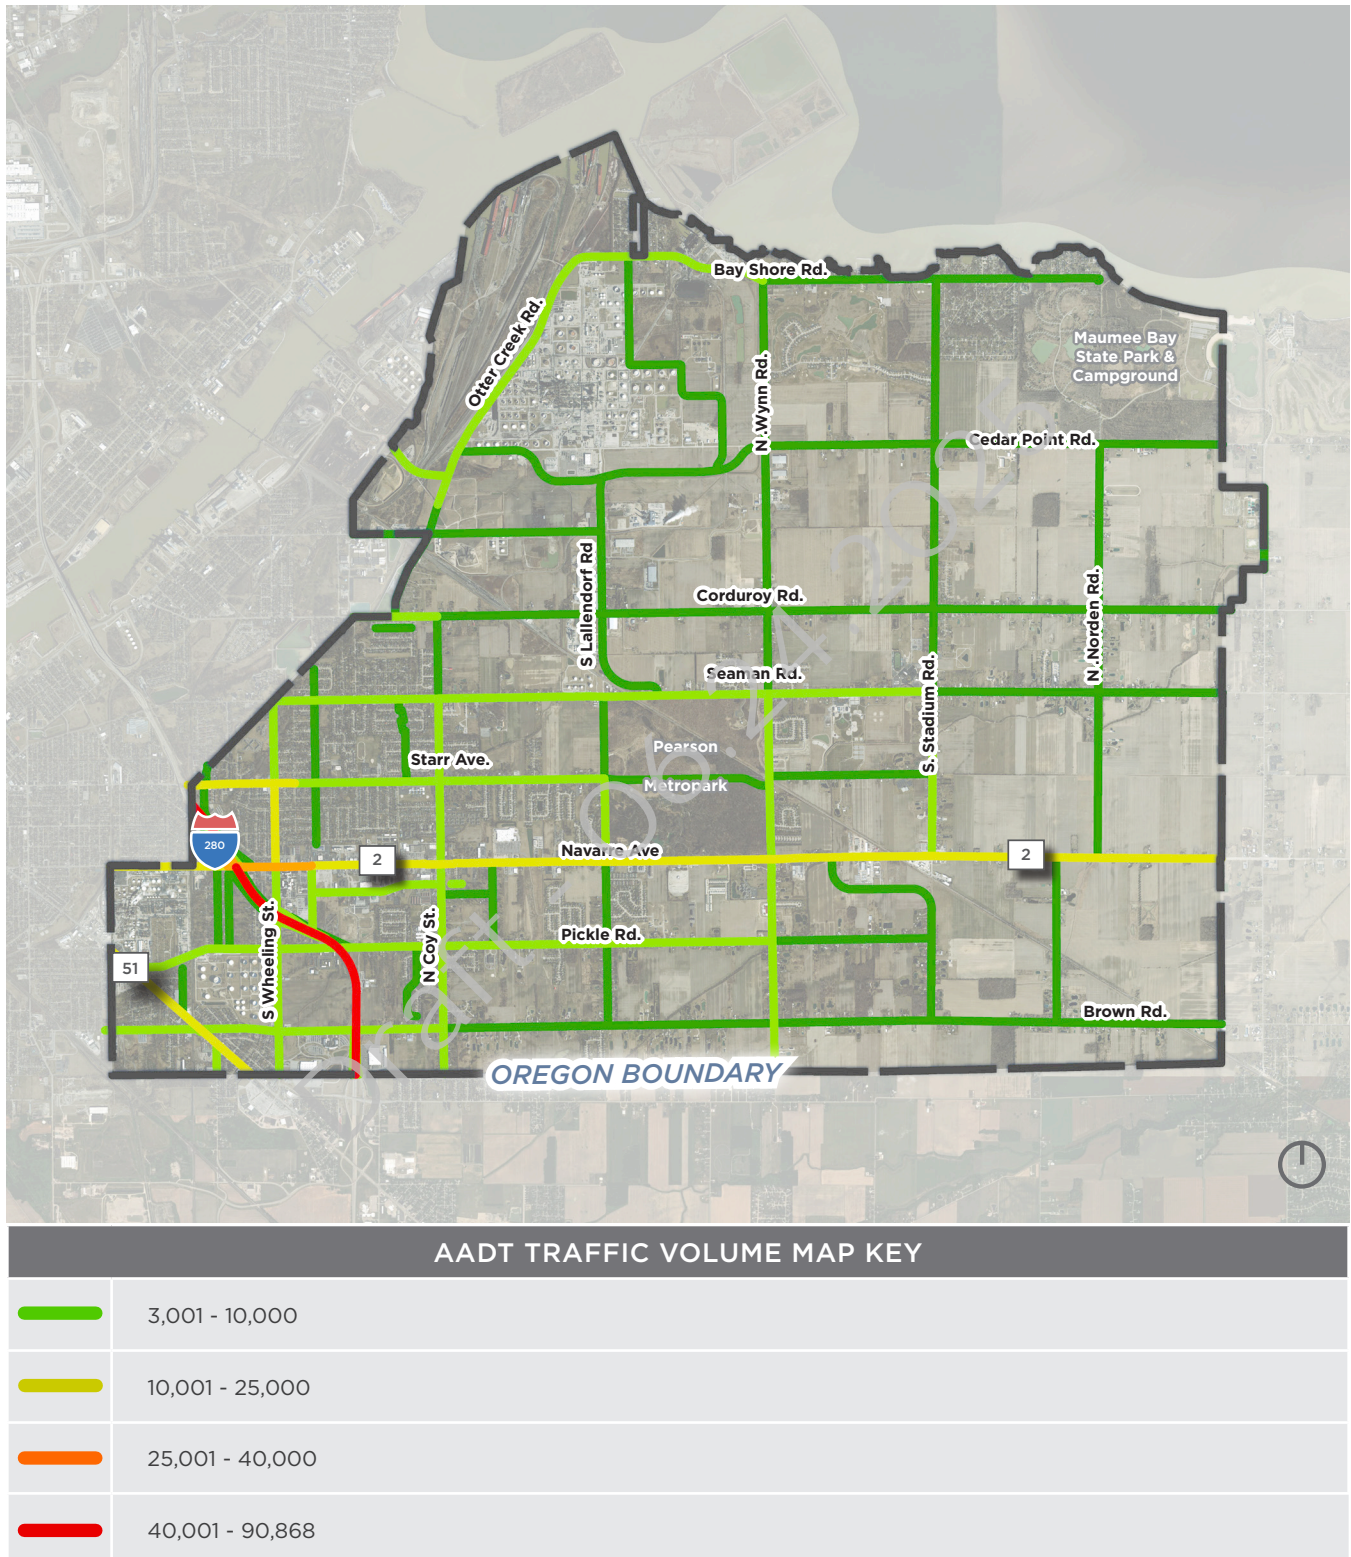 Bay Shore Rd.
Otter Creek Rd.
Maumee Bay
State Park &
Campground
N .Wynn Rd.
Cedar Point Rd.
S Lallendorf Rd
Corduroy Rd.
N .Norden Rd.
Seaman Rd.
S. Stadium Rd.
Pearson
Metropark
Starr Ave.
280
2
Navarre Ave
2
S Wheeling St.
N Coy St.
Pickle Rd.
51
Brown Rd.
OREGON BOUNDARY
AADT TRAFFIC VOLUME MAP KEY
3,001 - 10,000
10,001 - 25,000
25,001 - 40,000
40,001 - 90,868